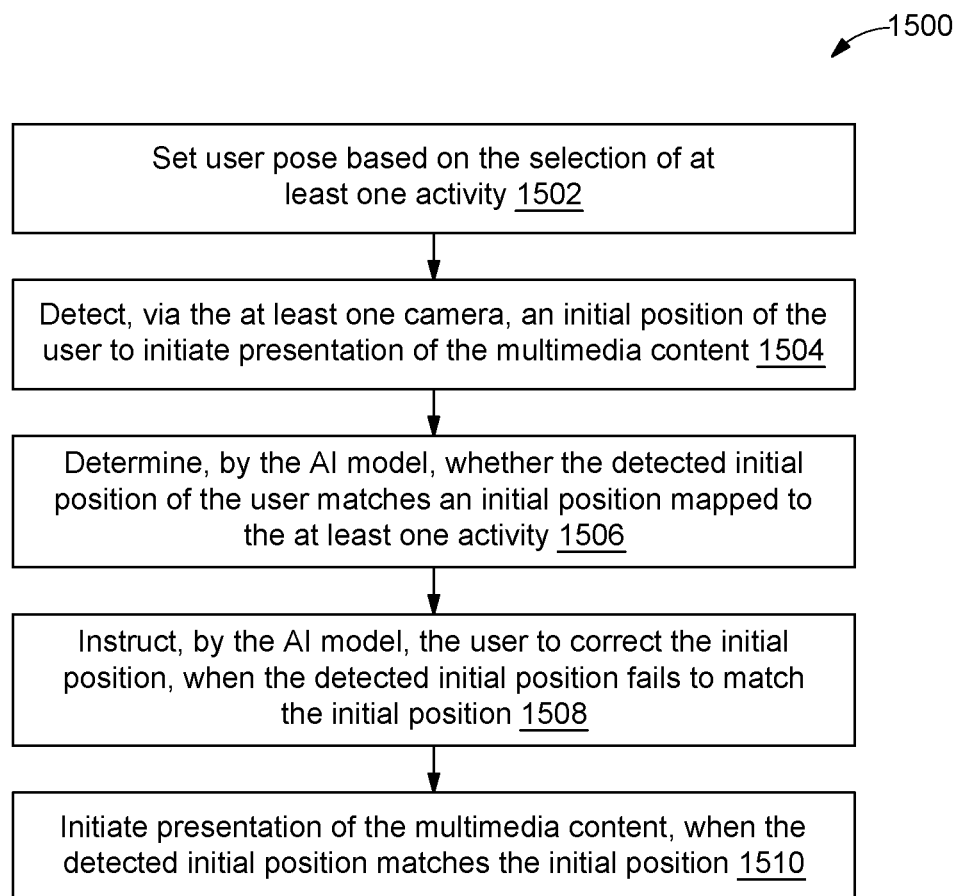 1500
Set user pose based on the selection of at
least one activity 1502
Detect, via the at least one camera, an initial position of the
user to initiate presentation of the multimedia content 1504
Determine, by the AI model, whether the detected initial
position of the user matches an initial position mapped to
the at least one activity 1506
Instruct, by the AI model, the user to correct the initial
position, when the detected initial position fails to match
the initial position 1508
Initiate presentation of the multimedia content, when the
detected initial position matches the initial position 1510